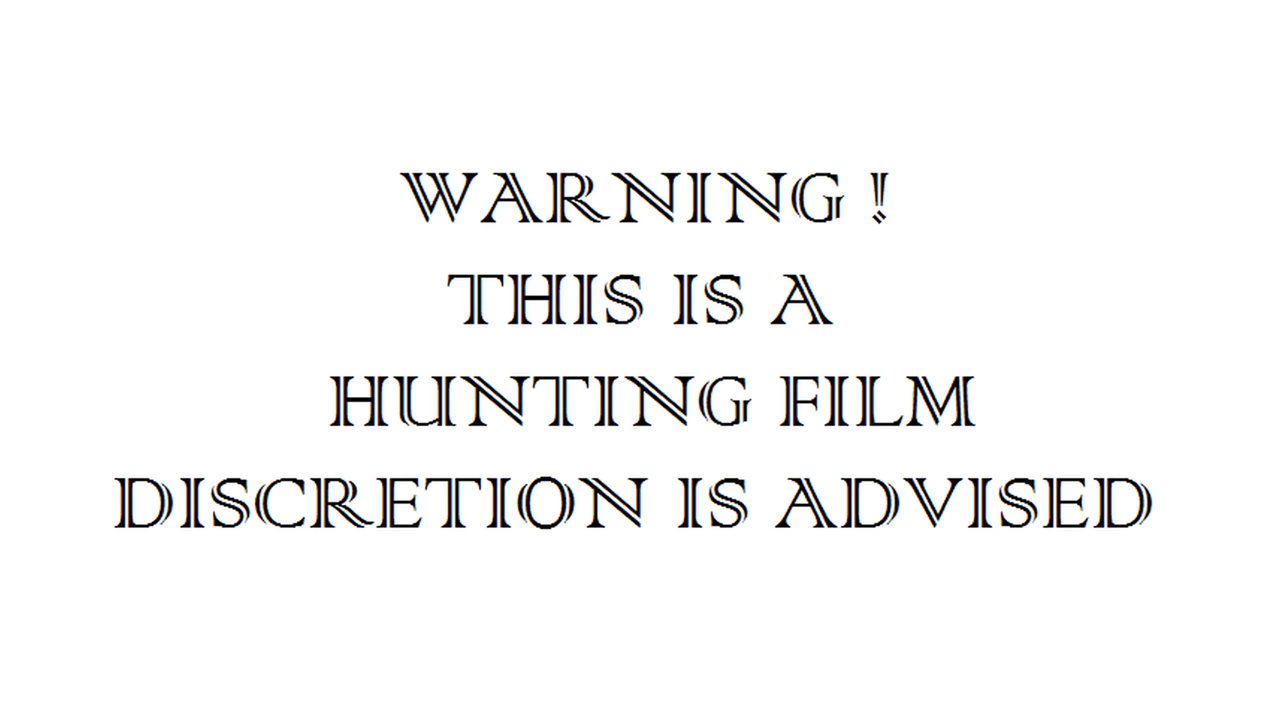 WARNING !
THIS IS A
HUNTING FILM
DISCRETION IS ADVISED